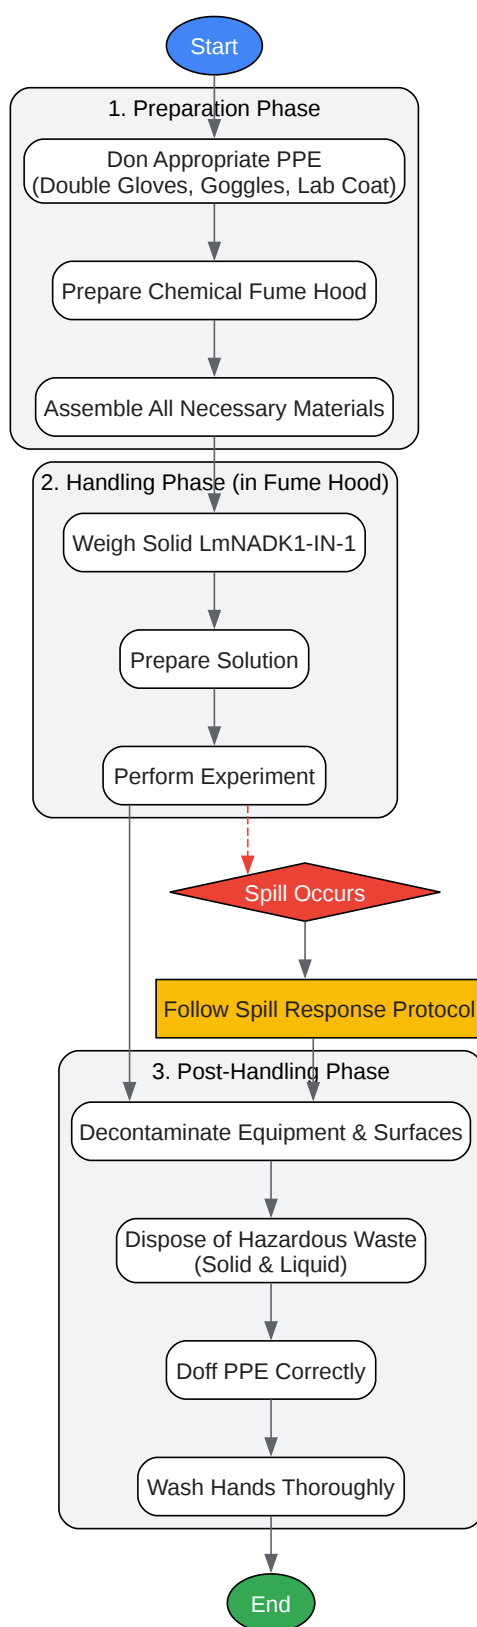 Start
1. Preparation Phase
Don Appropriate PPE
(Double Gloves, Goggles, Lab Coat)
Prepare Chemical Fume Hood
Assemble All Necessary Materials
2. Handling Phase (in Fume Hood)
Weigh Solid LmNADK1-IN-1
Prepare Solution
Perform Experiment
Spill Occurs
Follow Spill Response Protocol
3. Post-Handling Phase
Decontaminate Equipment & Surfaces
Dispose of Hazardous Waste
(Solid & Liquid)
Doff PPE Correctly
Wash Hands Thoroughly
End